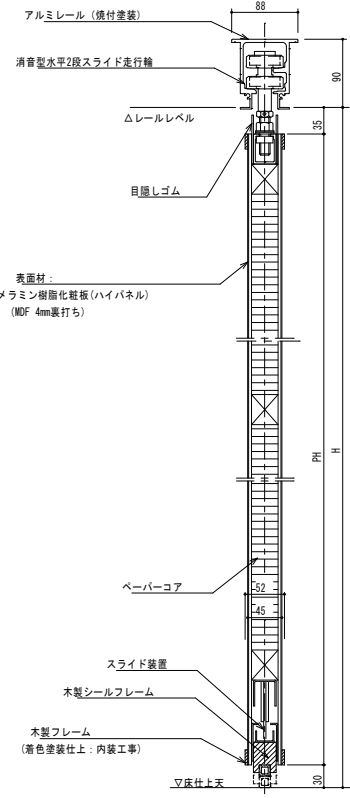 88
アルミレール (焼付塗装)
消音型水平2段スライド走行輪
90
△レールレベル
35
目隠しゴム
表面材:
メラミン樹脂化粧板(ハイパネル)
(MDF 4mm裏打ち)
PH
H
ペーパーコア
52
45
スライド装置
木製シールフレーム
木製フレーム
(着色塗装仕上:内装工事)
▽床仕上天
30